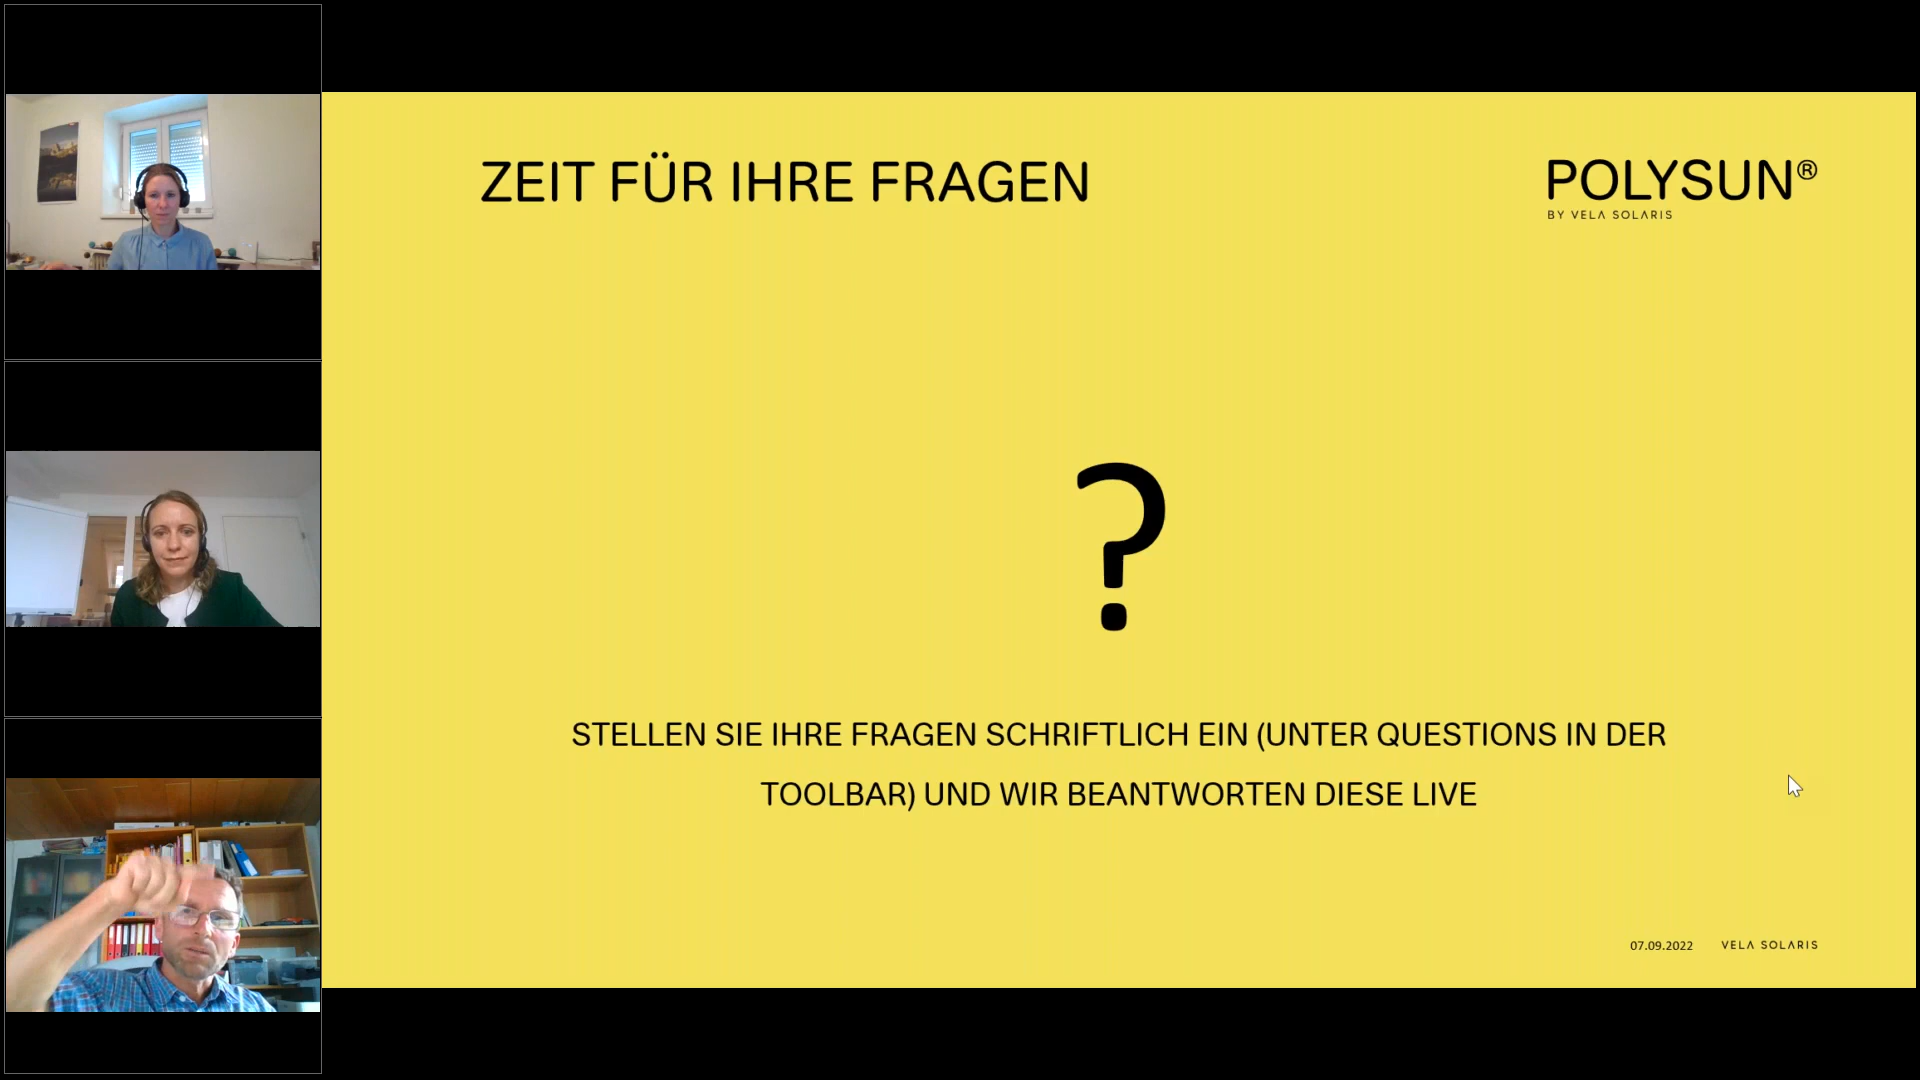 ZEIT FÜR IHRE FRAGEN
POLYSUN®
BY VELA SOLARIS
?
STELLEN SIE IHRE FRAGEN SCHRIFTLICH EIN (UNTER QUESTIONS IN DER
TOOLBAR) UND WIR BEANTWORTEN DIESE LIVE
07.09.2022 VELA SOLARIS